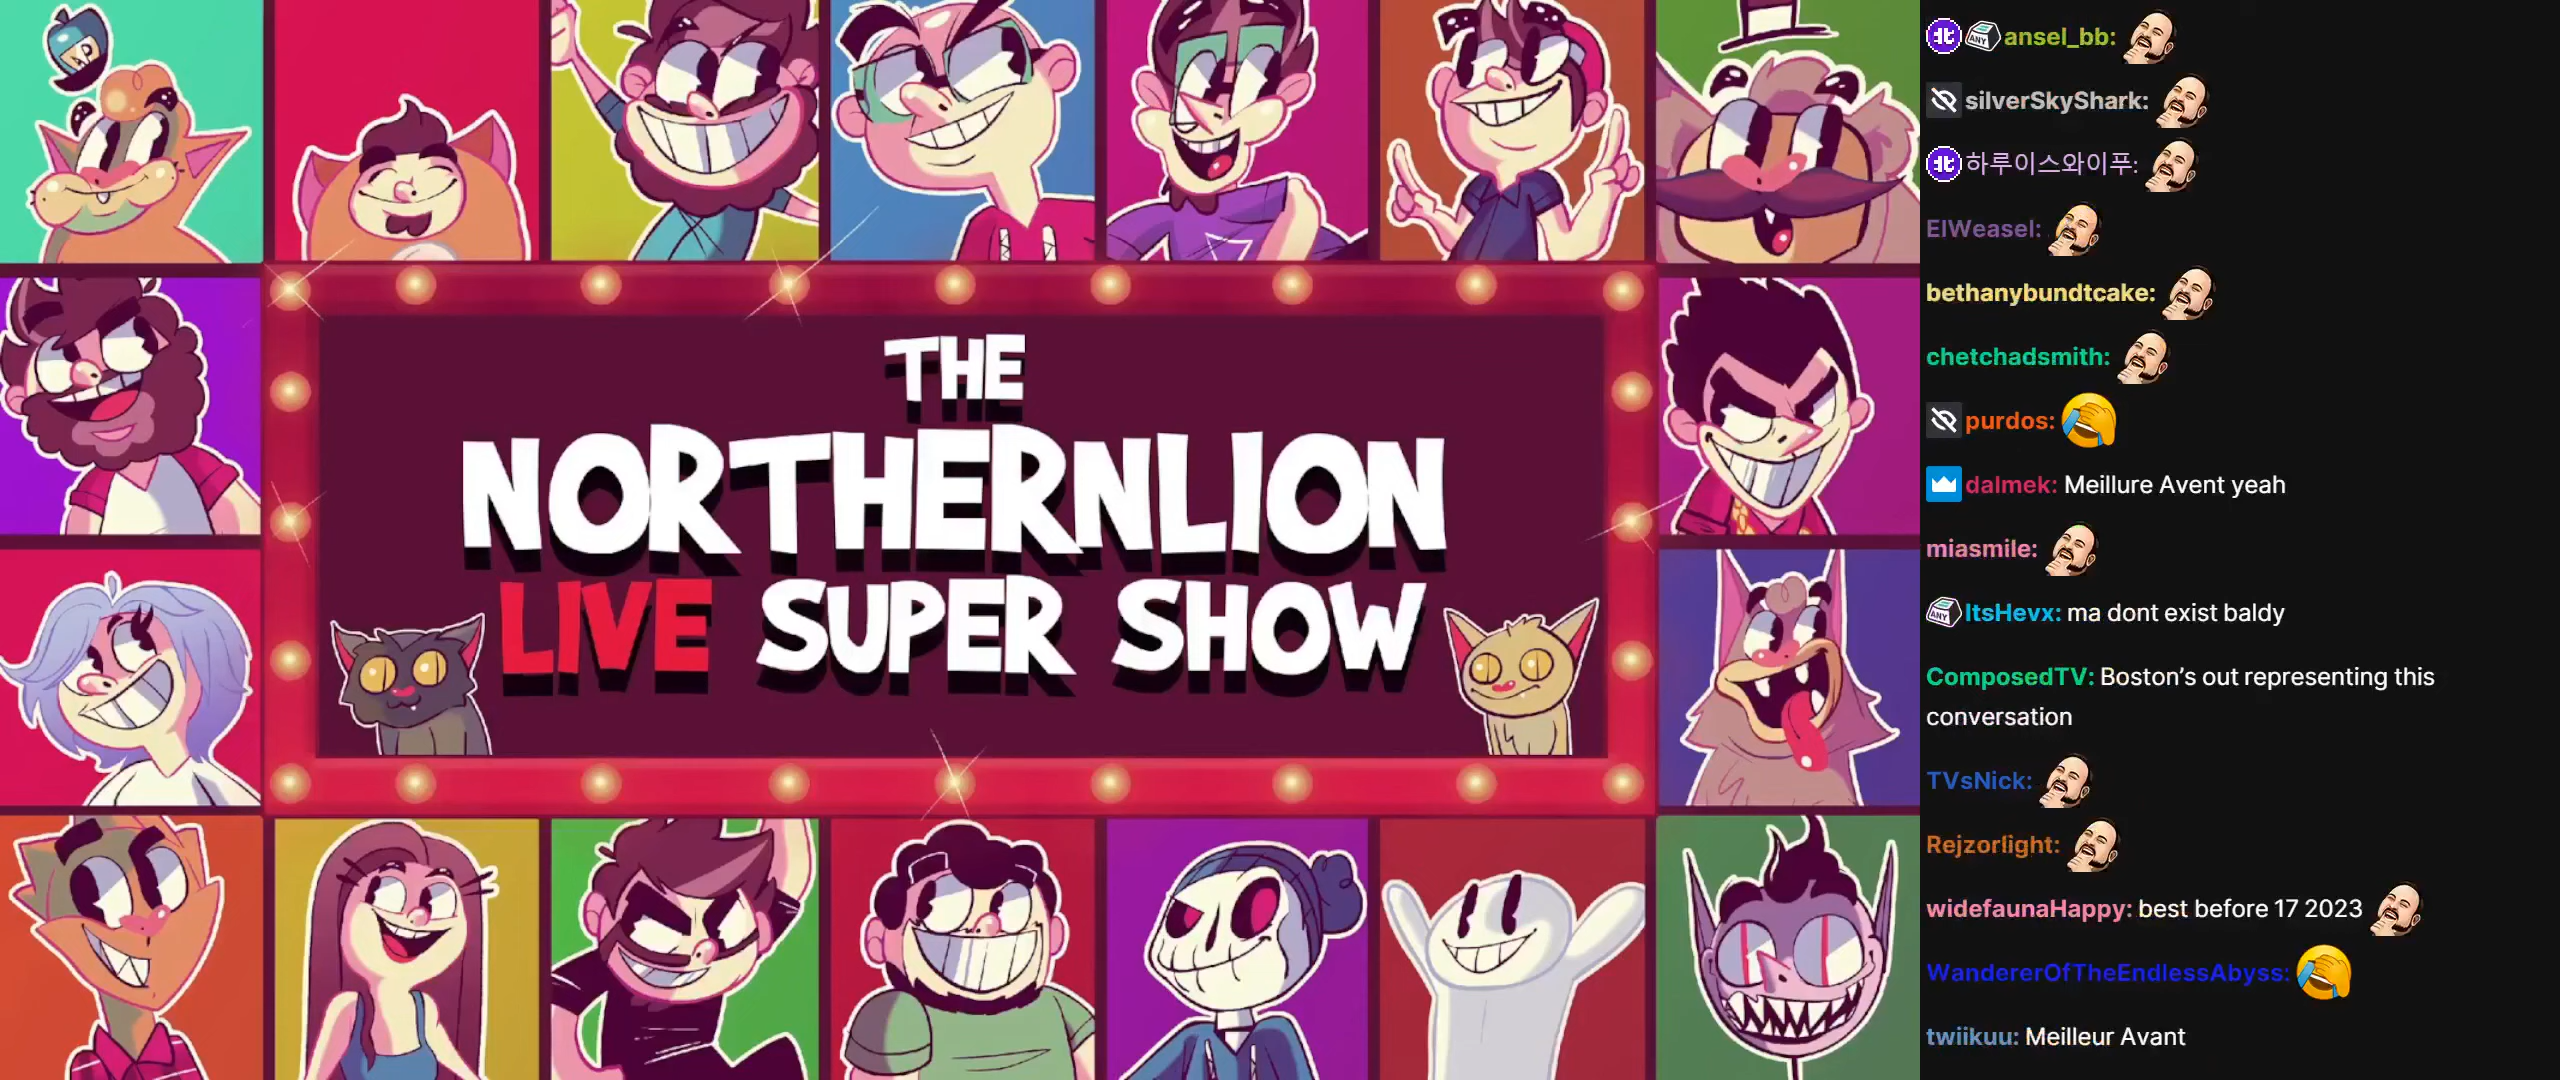 THE
NORTHERNLION
LIVE SUPER SHOW
ansel_bb:
silverSkyShark:
하루이스와이푸:
ElWeasel:
bethanybundtcake:
chetchadsmith:
purdos:
dalmek: Meillure Avent yeah
miasmile:
ANY ItsHevx: ma dont exist baldy
ComposedTV: Boston’s out representing this
conversation
TVsNick:
Rejzorlight:
widefaunaHappy: best before 17 2023
WandererOfTheEndlessAbyss:
twiikuu: Meilleur Avant